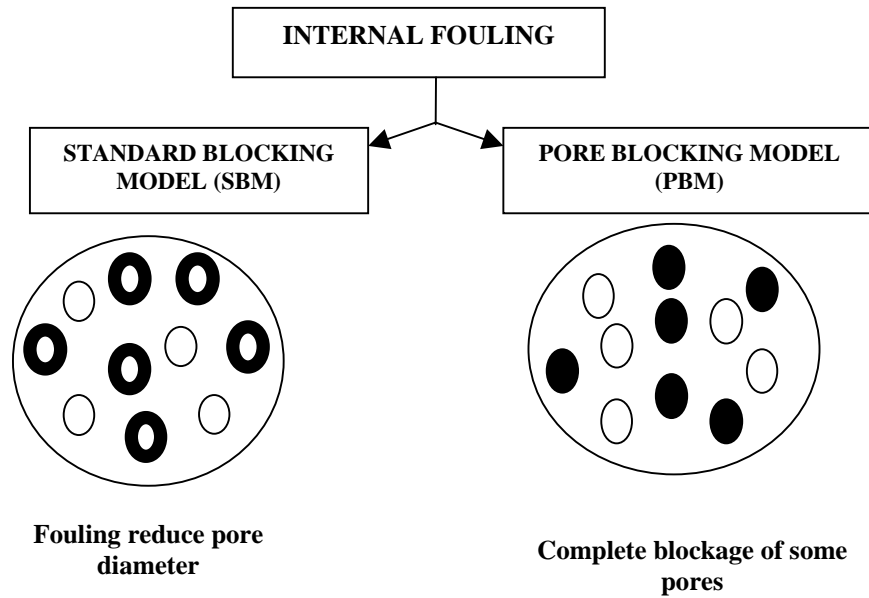 INTERNAL FOULING
STANDARD BLOCKING
MODEL (SBM)
PORE BLOCKING MODEL
(PBM)
Fouling reduce pore
diameter
Complete blockage of some
pores